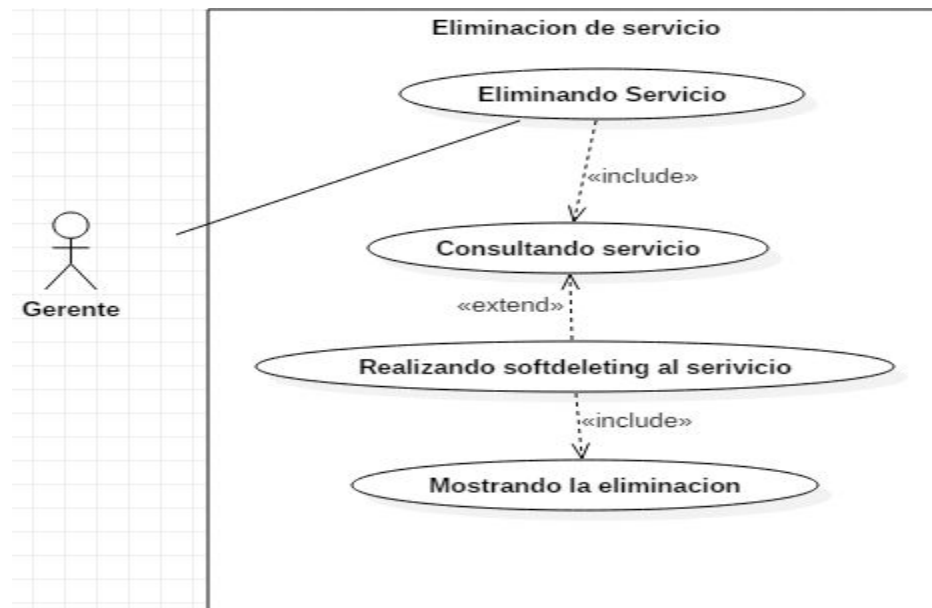 Eliminacion de servicio
Eliminando Servicio
«include»
Consultando servicio
«extend»
Gerente
Realizando softdeleting al serivicio
«include»
Mostrando la eliminacion